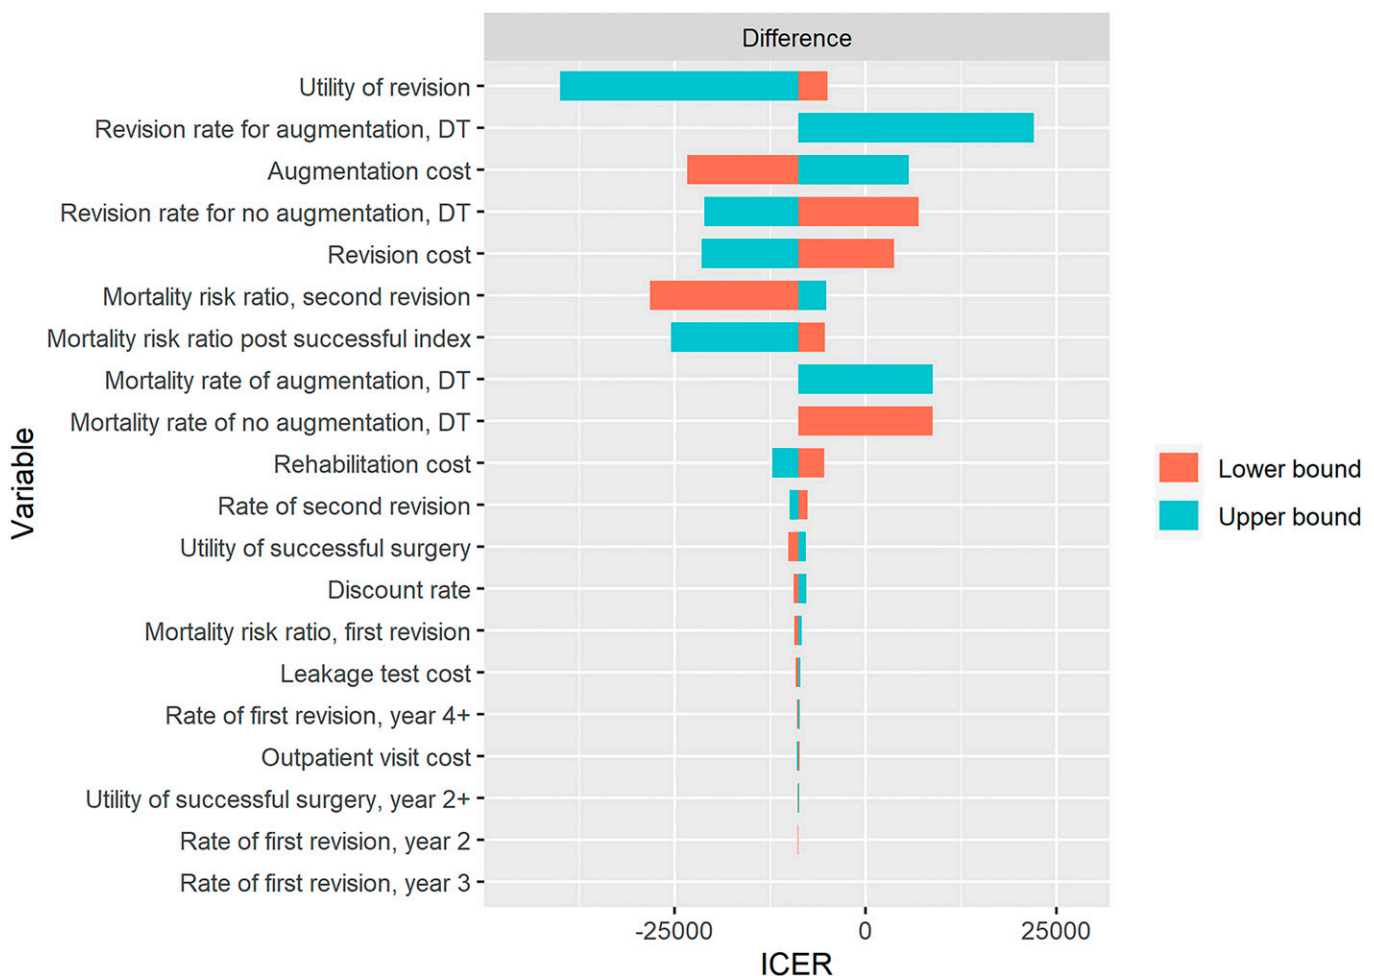 Difference
Utility of revision
Revision rate for augmentation, DT
Augmentation cost
Revision rate for no augmentation, DT
Revision cost
Mortality risk ratio, second revision
Mortality risk ratio post successful index
Mortality rate of augmentation, DT
Mortality rate of no augmentation, DT
Rehabilitation cost
Rate of second revision
Utility of successful surgery
Discount rate
Mortality risk ratio, first revision
Leakage test cost
Rate of first revision, year 4+
Outpatient visit cost
Utility of successful surgery, year 2+
Rate of first revision, year 2
Rate of first revision, year 3
Variable
-25000 0 25000
ICER
Lower bound
Upper bound